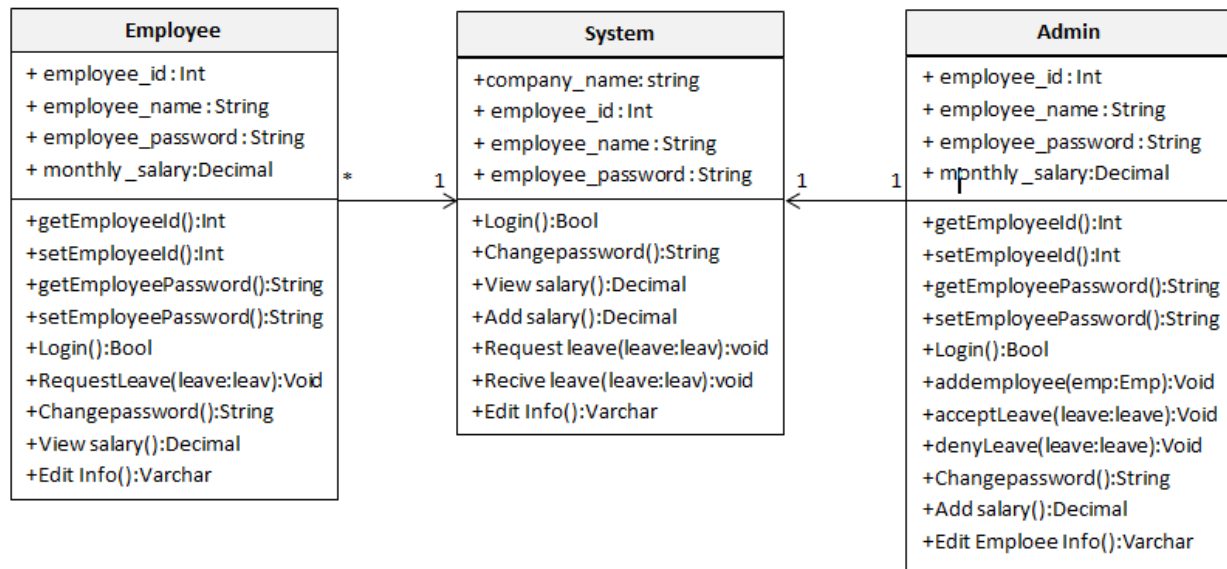 Employee
+ employee_id : Int
+ employee_name : String
+ employee_password : String
+ monthly _salary:Decimal
+getEmployeeId():Int
+setEmployeeId():Int
+getEmployeePassword():String
+setEmployeePassword():String
+Login():Bool
+RequestLeave(leave:leav):Void
+Changepassword():String
+View salary():Decimal
+Edit Info():Varchar
* 1
System
+company_name: string
+ employee_id : Int
+ employee_name : String
+ employee_password : String
+Login():Bool
+Changepassword():String
+View salary():Decimal
+Add salary():Decimal
+Request leave(leave:leav):void
+Recive leave(leave:leav):void
+Edit Info():Varchar
1 1
Admin
+ employee_id : Int
+ employee_name : String
+ employee_password : String
+ monthly _salary:Decimal
+getEmployeeId():Int
+setEmployeeId():Int
+getEmployeePassword():String
+setEmployeePassword():String
+Login():Bool
+addemployee(emp:Emp):Void
+acceptLeave(leave:leave):Void
+denyLeave(leave:leave):Void
+Changepassword():String
+Add salary():Decimal
+Edit Emploee Info():Varchar